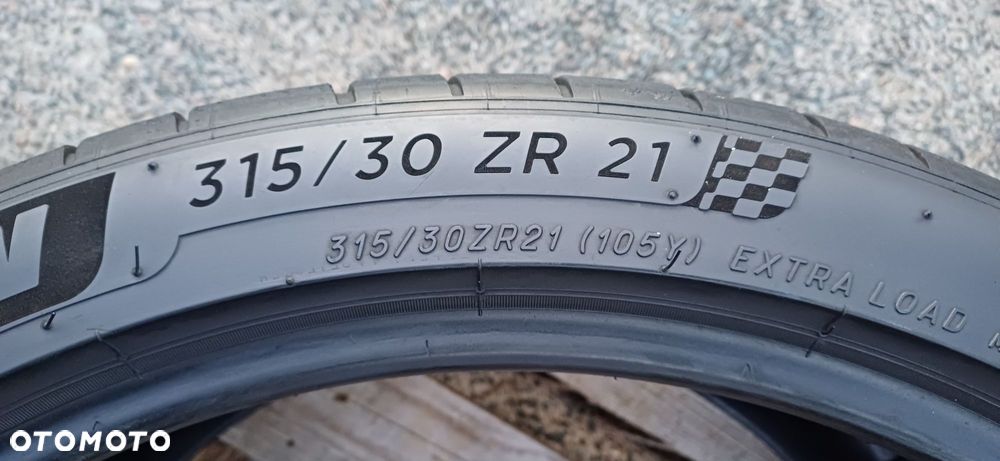 315/30 ZR 21
N
315/30ZR21 (105Y) EXTRA LOAD M
OTOMOTO